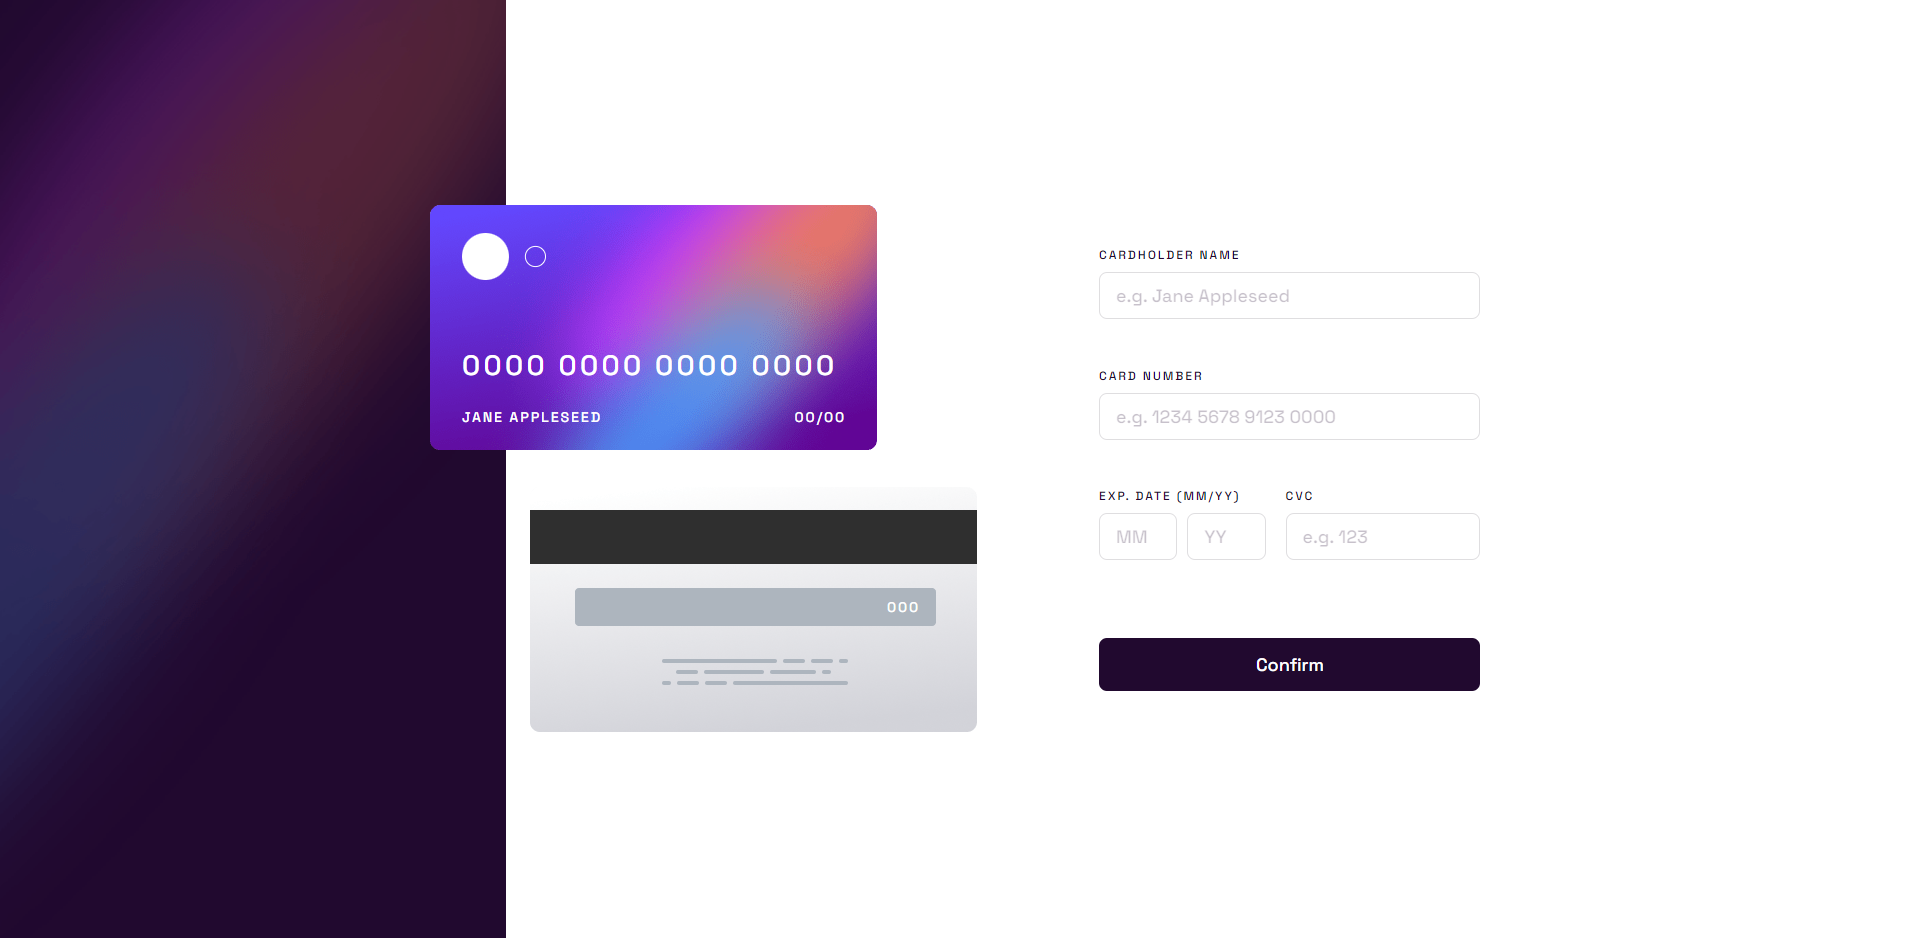 0000 0000 0000 0000
JANE APPLESEED 00/00
000
CARDHOLDER NAME
e.g. Jane Appleseed
CARD NUMBER
e.g. 1234 5678 9123 0000
EXP. DATE (MM/YY) CVC
MM YY e.g. 123
Confirm